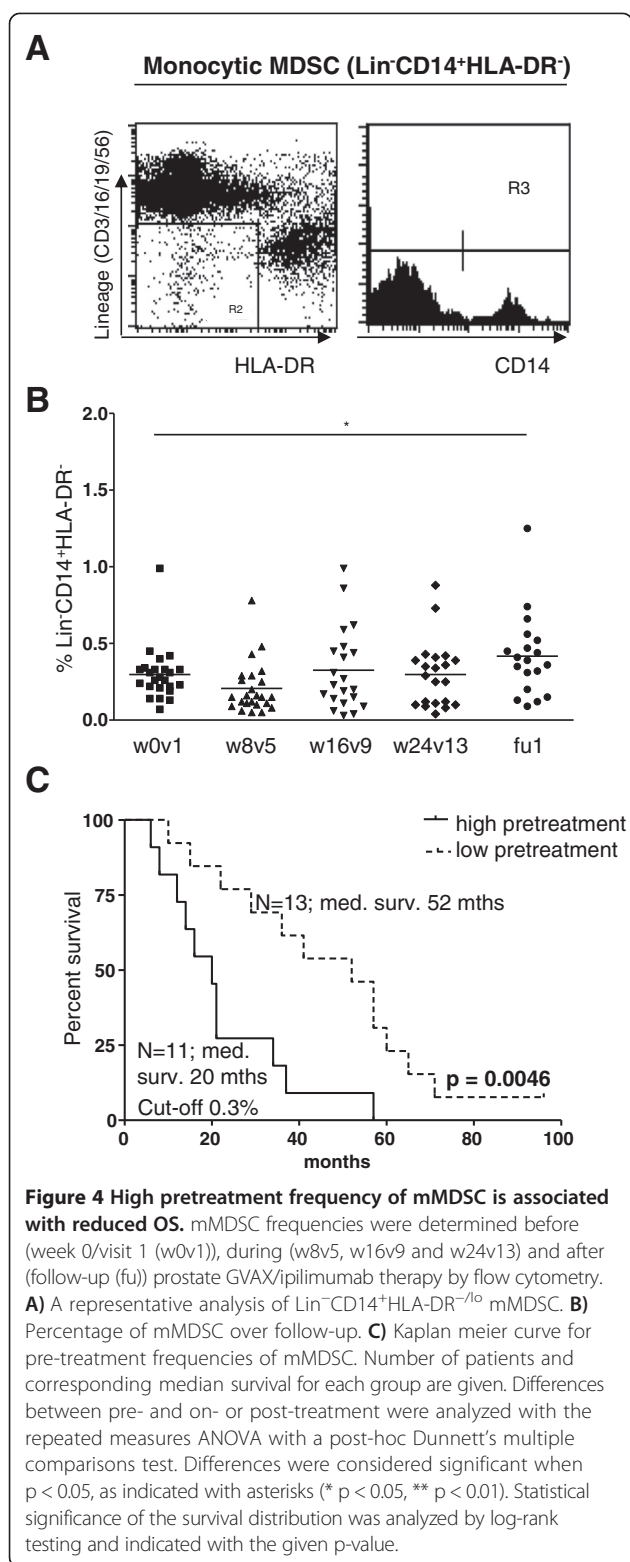 A
Monocytic MDSC (Lin-CD14+HLA-DR-)
Lineage (CD3/16/19/56)
R2
HLA-DR
R3
CD14
B
% Lin-CD14+HLA-DR-
2.0
1.5
1.0
0.5
0.0
*
w0v1 w8v5 w16v9 w24v13 fu1
C
Percent survival
100
75
50
25
0
high pretreatment
low pretreatment
N=13; med. surv. 52 mths
N=11; med.
surv. 20 mths
Cut-off 0.3%
p = 0.0046
0 20 40 60 80 100
months
Figure 4 High pretreatment frequency of mMDSC is associated
with reduced OS. mMDSC frequencies were determined before
(week 0/visit 1 (w0v1)), during (w8v5, w16v9 and w24v13) and after
(follow-up (fu)) prostate GVAX/ipilimumab therapy by flow cytometry.
A) A representative analysis of Lin−CD14+HLA-DR−/lo mMDSC. B)
Percentage of mMDSC over follow-up. C) Kaplan meier curve for
pre-treatment frequencies of mMDSC. Number of patients and
corresponding median survival for each group are given. Differences
between pre- and on- or post-treatment were analyzed with the
repeated measures ANOVA with a post-hoc Dunnett's multiple
comparisons test. Differences were considered significant when
p < 0.05, as indicated with asterisks (* p < 0.05, ** p < 0.01). Statistical
significance of the survival distribution was analyzed by log-rank
testing and indicated with the given p-value.